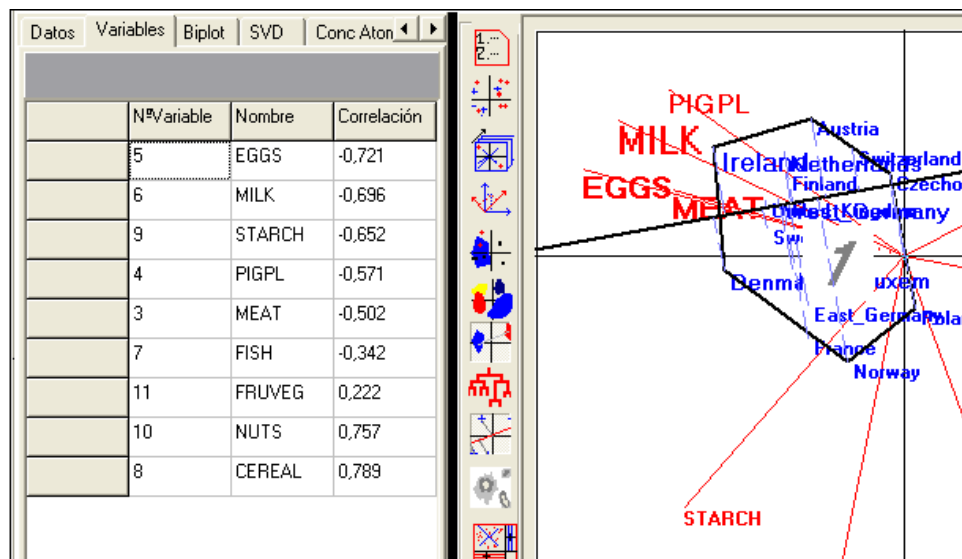 Datos Variables Biplot SVD Conc Aton
NºVariable Nombre Correlación
5 EGGS -0,721
6 MILK -0,696
9 STARCH -0,652
4 PIGPL -0,571
3 MEAT -0,502
7 FISH -0,342
11 FRUVEG 0,222
10 NUTS 0,757
8 CEREAL 0,789
1.--
2.--
PIGPL
MILK
Austria
Ireland Netherlands Switzerland
EGGS Finland Czecho
MEAT
Denma uxem
East_Germany
France
Norway
STARCH
1